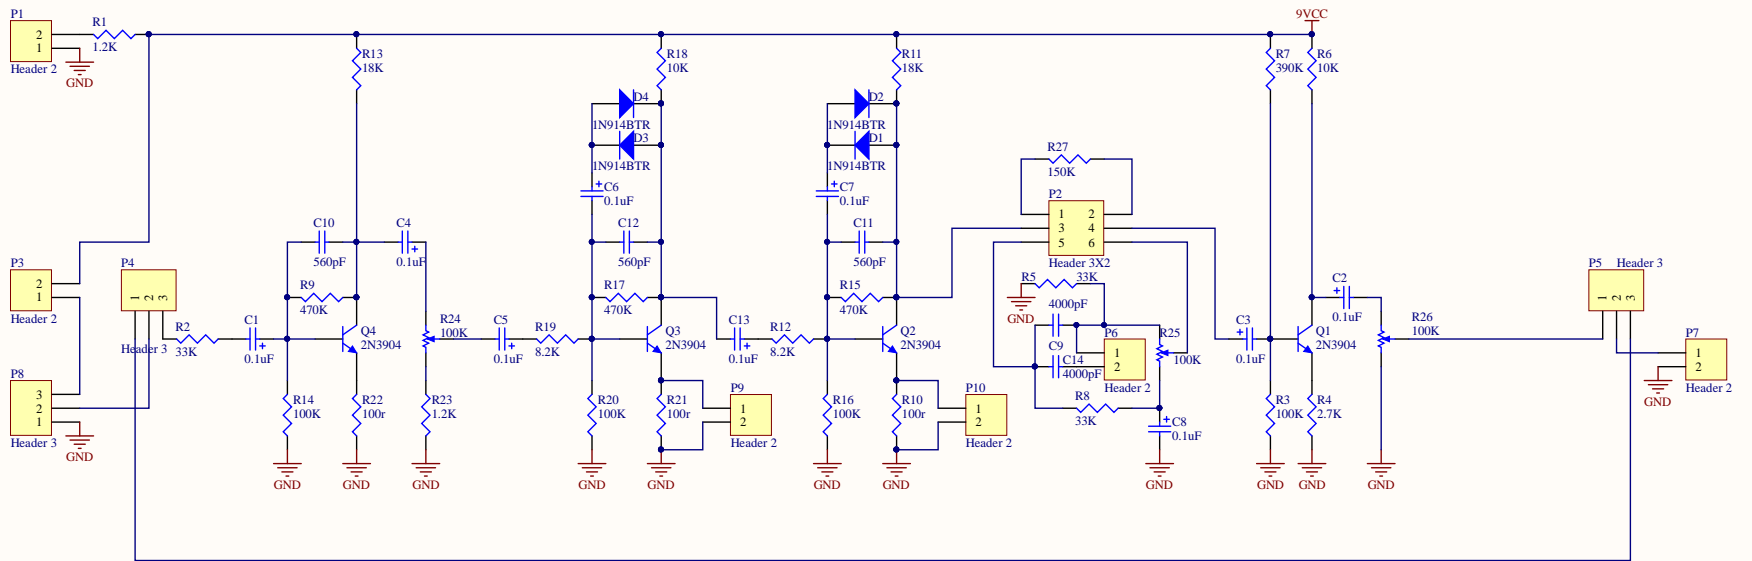 P1
2
1
Header 2
R1
1.2K
GND
9VCC
R13
18K
R18
10K
R11
18K
R7
390K
R6
10K
D4
1N914BTR
D3
1N914BTR
C6
0.1uF
D2
1N914BTR
D1
1N914BTR
C7
0.1uF
R27
150K
P2
1
2
3
4
5
6
Header 3X2
C10
560pF
C4
0.1uF
C12
560pF
C11
560pF
P3
2
1
Header 2
P4
1
2
3
Header 3
R9
470K
R17
470K
R15
470K
R5
33K
GND
4000pF
C9
C14
4000pF
P6
1
2
Header 2
R25
100K
P5
Header 3
1
2
3
C2
0.1uF
R2
33K
C1
0.1uF
Q4
2N3904
R24
100K
C5
0.1uF
R19
8.2K
Q3
2N3904
C13
0.1uF
R12
8.2K
Q2
2N3904
C3
0.1uF
Q1
2N3904
R26
100K
P7
1
2
Header 2
GND
P8
3
2
1
Header 3
GND
R14
100K
R22
100r
R23
1.2K
R20
100K
R21
100r
P9
1
2
Header 2
R16
100K
R10
100r
P10
1
2
Header 2
R8
33K
C8
0.1uF
R3
100K
R4
2.7K
GND
GND
GND
GND
GND
GND
GND
GND
GND
GND
GND